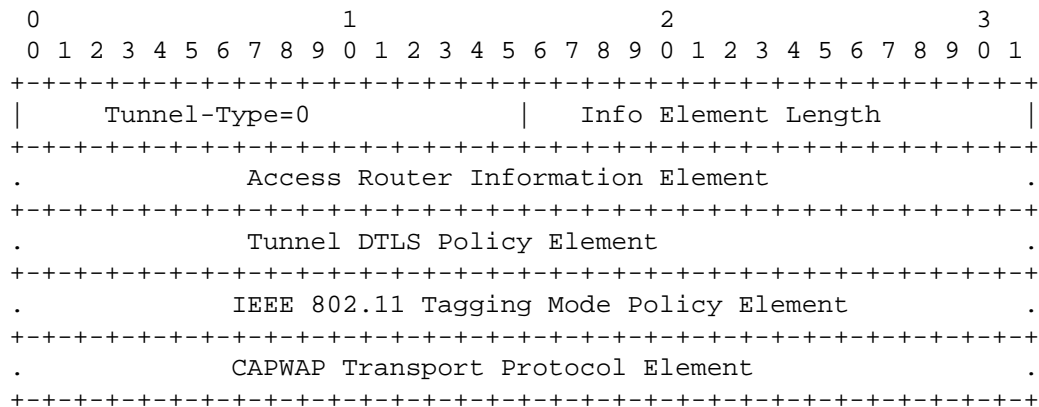 0                   1                   2                   3
 0 1 2 3 4 5 6 7 8 9 0 1 2 3 4 5 6 7 8 9 0 1 2 3 4 5 6 7 8 9 0 1
+-+-+-+-+-+-+-+-+-+-+-+-+-+-+-+-+-+-+-+-+-+-+-+-+-+-+-+-+-+-+-+-+
|     Tunnel-Type=0             |   Info Element Length         |
+-+-+-+-+-+-+-+-+-+-+-+-+-+-+-+-+-+-+-+-+-+-+-+-+-+-+-+-+-+-+-+-+
.              Access Router Information Element                .
+-+-+-+-+-+-+-+-+-+-+-+-+-+-+-+-+-+-+-+-+-+-+-+-+-+-+-+-+-+-+-+-+
.              Tunnel DTLS Policy Element                       .
+-+-+-+-+-+-+-+-+-+-+-+-+-+-+-+-+-+-+-+-+-+-+-+-+-+-+-+-+-+-+-+-+
.             IEEE 802.11 Tagging Mode Policy Element           .
+-+-+-+-+-+-+-+-+-+-+-+-+-+-+-+-+-+-+-+-+-+-+-+-+-+-+-+-+-+-+-+-+
.             CAPWAP Transport Protocol Element                 .
+-+-+-+-+-+-+-+-+-+-+-+-+-+-+-+-+-+-+-+-+-+-+-+-+-+-+-+-+-+-+-+-+